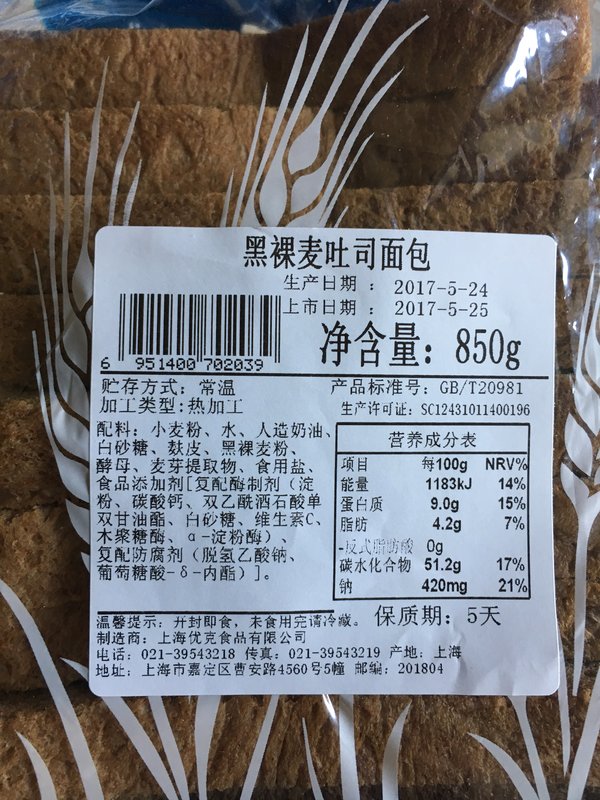 黑裸麦吐司面包
生产日期 : 2017-5-24
上市日期 : 2017-5-25
6 951400 702039
净含量: 850g
贮存方式: 常温
产品标准号: GB/T20981
加工类型:热加工
生产许可证: SC12431011400196
配料: 小麦粉、水、人造奶油、
白砂糖、麸皮、黑裸麦粉、
酵母、麦芽提取物、食用盐、
食品添加剂[复配酶制剂(淀
粉、碳酸钙、双乙酰酒石酸单
双甘油酯、白砂糖、维生素C、
木聚糖酶、α-淀粉酶)、
复配防腐剂(脱氢乙酸钠、
葡萄糖酸-δ-内酯)]。
营养成分表
项目 每100g NRV%
能量 1183kJ 14%
蛋白质 9.0g 15%
脂肪 4.2g 7%
-反式脂肪酸 0g
碳水化合物 51.2g 17%
钠 420mg 21%
温馨提示: 开封即食, 未食用完请冷藏。 保质期: 5天
制造商: 上海优克食品有限公司
电话: 021-39543218 传真: 021-39543219 产地: 上海
地址: 上海市嘉定区曹安路4560号5幢 邮编: 201804